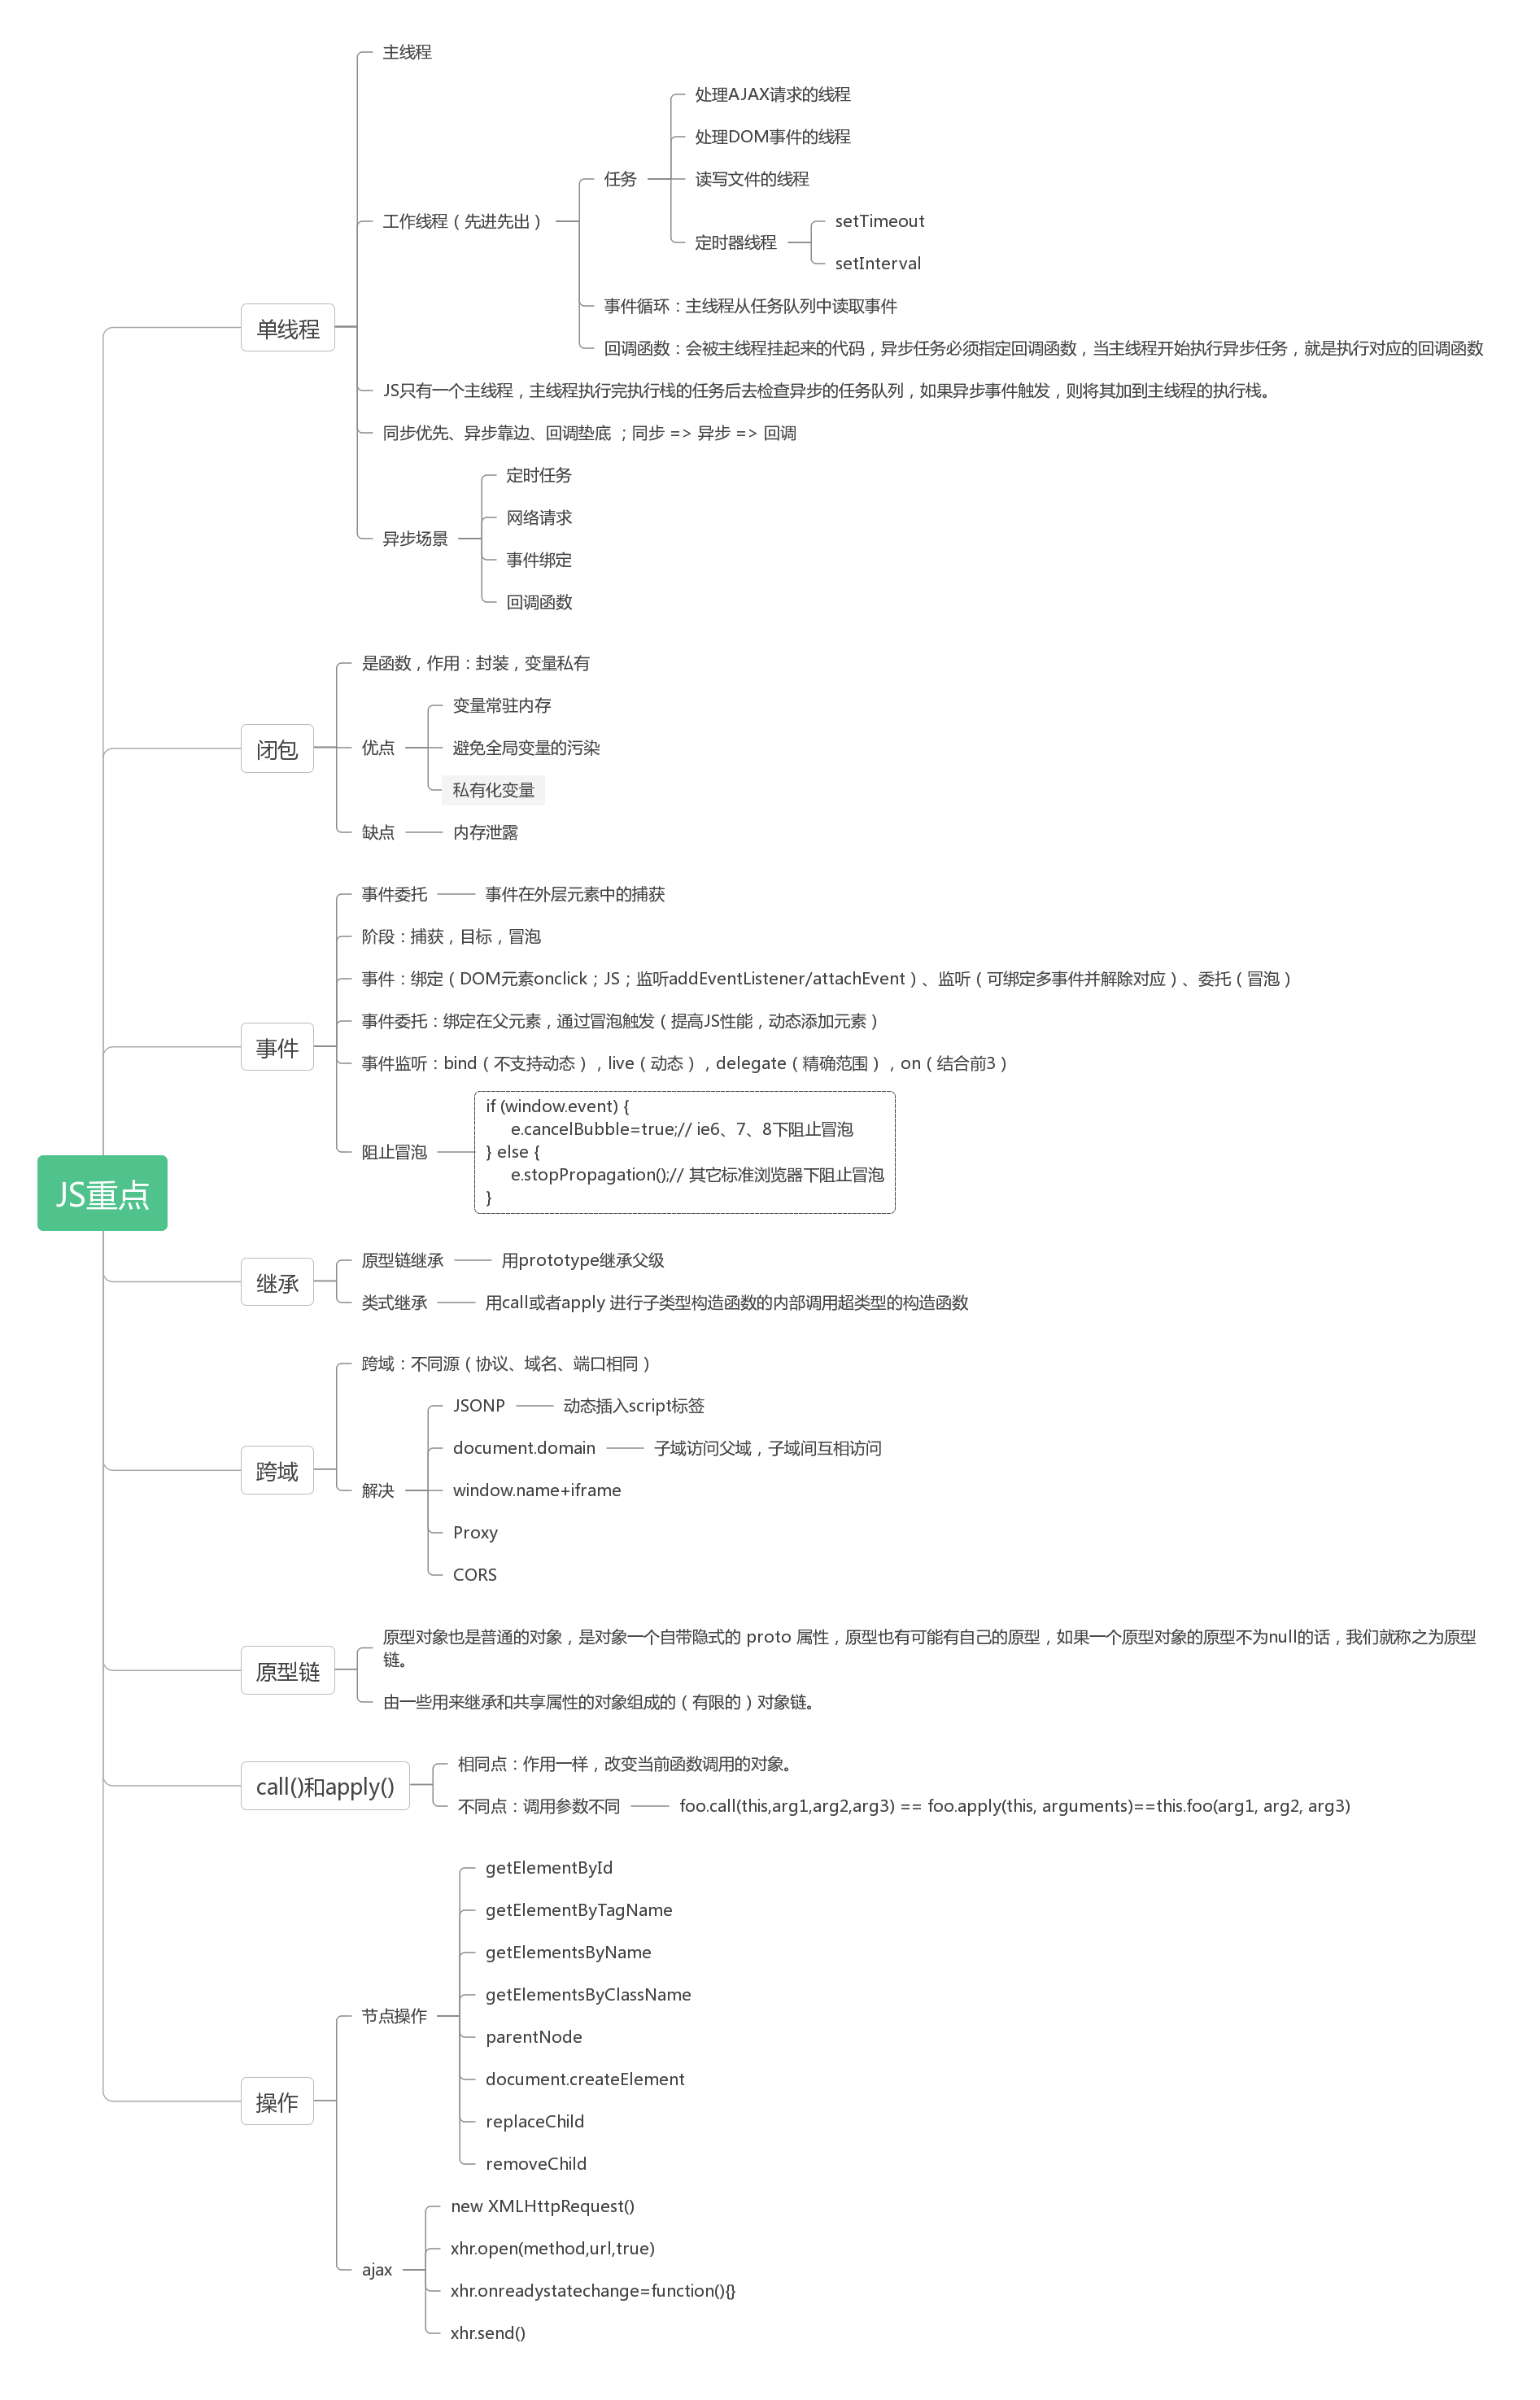 JS重点
单线程
主线程
工作线程（先进先出）
任务
处理AJAX请求的线程
处理DOM事件的线程
读写文件的线程
定时器线程
setTimeout
setInterval
事件循环：主线程从任务队列中读取事件
回调函数：会被主线程挂起来的代码，异步任务必须指定回调函数，当主线程开始执行异步任务，就是执行对应的回调函数
JS只有一个主线程，主线程执行完执行栈的任务后去检查异步的任务队列，如果异步事件触发，则将其加到主线程的执行栈。
同步优先、异步靠边、回调垫底 ；同步 => 异步 => 回调
异步场景
定时任务
网络请求
事件绑定
回调函数
闭包
是函数，作用：封装，变量私有
优点
变量常驻内存
避免全局变量的污染
私有化变量
缺点
内存泄露
事件
事件委托
事件在外层元素中的捕获
阶段：捕获，目标，冒泡
事件：绑定（DOM元素onclick；JS；监听addEventListener/attachEvent）、监听（可绑定多事件并解除对应）、委托（冒泡）
事件委托：绑定在父元素，通过冒泡触发（提高JS性能，动态添加元素）
事件监听：bind（不支持动态），live（动态），delegate（精确范围），on（结合前3）
阻止冒泡
if (window.event) {
e.cancelBubble=true;// ie6、7、8下阻止冒泡
} else {
e.stopPropagation();// 其它标准浏览器下阻止冒泡
}
继承
原型链继承
用prototype继承父级
类式继承
用call或者apply 进行子类型构造函数的内部调用超类型的构造函数
跨域
跨域：不同源（协议、域名、端口相同）
解决
JSONP
动态插入script标签
document.domain
子域访问父域，子域间互相访问
window.name+iframe
Proxy
CORS
原型链
原型对象也是普通的对象，是对象一个自带隐式的 proto 属性，原型也有可能有自己的原型，如果一个原型对象的原型不为null的话，我们就称之为原型
链。
由一些用来继承和共享属性的对象组成的（有限的）对象链。
call()和apply()
相同点：作用一样，改变当前函数调用的对象。
不同点：调用参数不同
foo.call(this,arg1,arg2,arg3) == foo.apply(this, arguments)==this.foo(arg1, arg2, arg3)
操作
节点操作
getElementById
getElementByTagName
getElementsByName
getElementsByClassName
parentNode
document.createElement
replaceChild
removeChild
ajax
new XMLHttpRequest()
xhr.open(method,url,true)
xhr.onreadystatechange=function(){}
xhr.send()